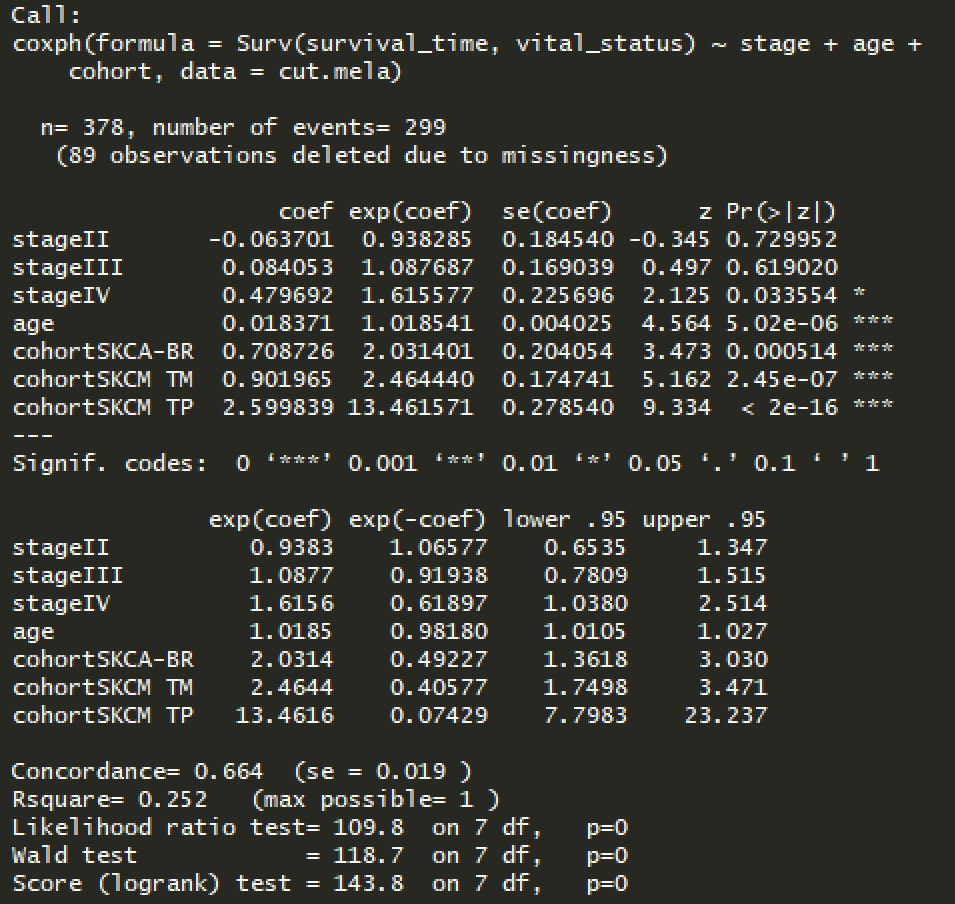 Call:
coxph(formula = Surv(survival_time, vital_status) ~ stage + age +
    cohort, data = cut.mela)

  n= 378, number of events= 299
   (89 observations deleted due to missingness)

                   coef exp(coef)  se(coef)      z Pr(>|z|)
stageII       -0.063701  0.938285  0.184540 -0.345 0.729952
stageIII       0.084053  1.087687  0.169039  0.497 0.619020
stageIV        0.479692  1.615577  0.225696  2.125 0.033554 *
age            0.018371  1.018541  0.004025  4.564 5.02e-06 ***
cohortSKCA-BR  0.708726  2.031401  0.204054  3.473 0.000514 ***
cohortSKCM TM  0.901965  2.464440  0.174741  5.162 2.45e-07 ***
cohortSKCM TP  2.599839 13.461571  0.278540  9.334  < 2e-16 ***
---
Signif. codes:  0 ‘***’ 0.001 ‘**’ 0.01 ‘*’ 0.05 ‘.’ 0.1 ‘ ’ 1

              exp(coef) exp(-coef) lower .95 upper .95
stageII          0.9383    1.06577    0.6535     1.347
stageIII         1.0877    0.91938    0.7809     1.515
stageIV          1.6156    0.61897    1.0380     2.514
age              1.0185    0.98180    1.0105     1.027
cohortSKCA-BR    2.0314    0.49227    1.3618     3.030
cohortSKCM TM    2.4644    0.40577    1.7498     3.471
cohortSKCM TP   13.4616    0.07429    7.7983    23.237

Concordance= 0.664  (se = 0.019 )
Rsquare= 0.252   (max possible= 1 )
Likelihood ratio test= 109.8  on 7 df,   p=0
Wald test            = 118.7  on 7 df,   p=0
Score (logrank) test = 143.8  on 7 df,   p=0